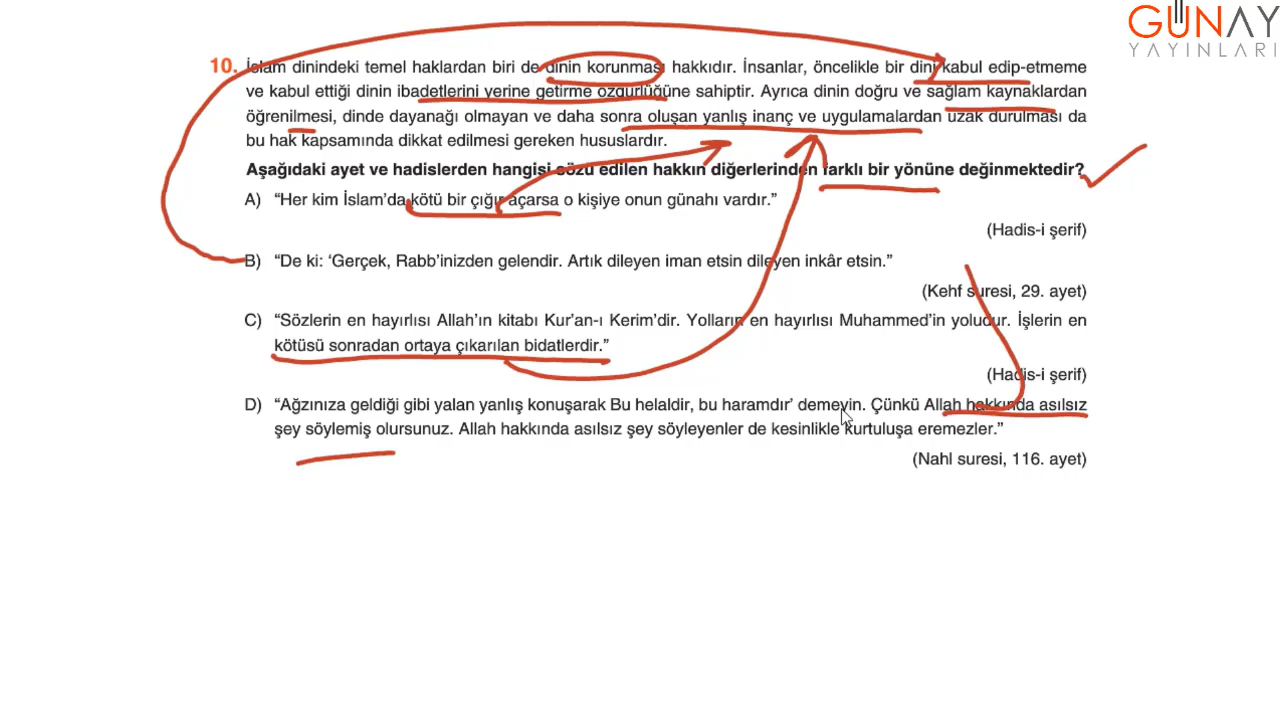 GÜNAY
YAYINLARI
10. İslam dinindeki temel haklardan biri de dinin korunması hakkıdır. İnsanlar, öncelikle bir dini kabul edip-etmeme
ve kabul ettiği dinin ibadetlerini yerine getirme özgürlüğüne sahiptir. Ayrıca dinin doğru ve sağlam kaynaklardan
öğrenilmesi, dinde dayanağı olmayan ve daha sonra oluşan yanlış inanç ve uygulamalardan uzak durulması da
bu hak kapsamında dikkat edilmesi gereken hususlardır.
Aşağıdaki ayet ve hadislerden hangisi sözü edilen hakkın diğerlerinden farklı bir yönüne değinmektedir?
A) “Her kim İslam’da kötü bir çığır açarsa o kişiye onun günahı vardır.”
(Hadis-i şerif)
B) “De ki: ‘Gerçek, Rabb’inizden gelendir. Artık dileyen iman etsin dileyen inkâr etsin.”
(Kehf suresi, 29. ayet)
C) “Sözlerin en hayırlısı Allah’ın kitabı Kur’an-ı Kerim’dir. Yolların en hayırlısı Muhammed’in yoludur. İşlerin en
kötüsü sonradan ortaya çıkarılan bidatlerdir.”
(Hadis-i şerif)
D) “Ağzınıza geldiği gibi yalan yanlış konuşarak Bu helaldir, bu haramdır’ demeyin. Çünkü Allah hakkında asılsız
şey söylemiş olursunuz. Allah hakkında asılsız şey söyleyenler de kesinlikle kurtuluşa eremezler.”
(Nahl suresi, 116. ayet)